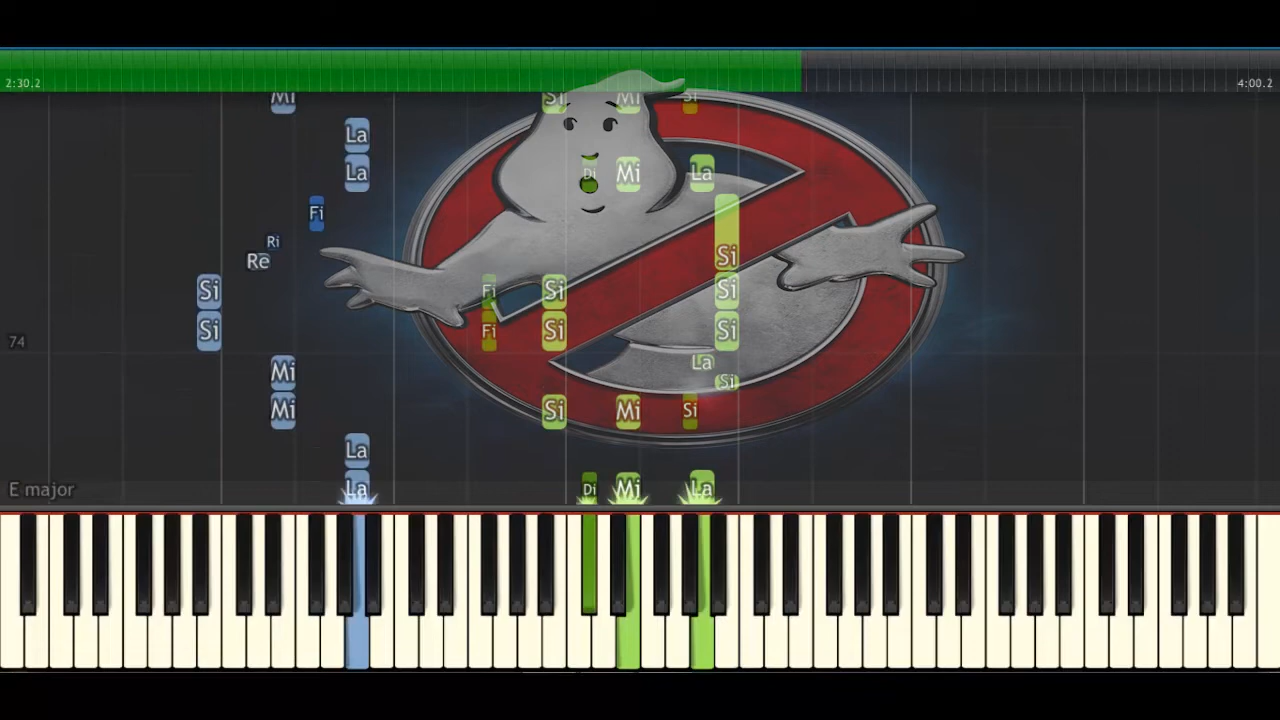 2:30.2 4:00.2
Mi Si Mi Si
La
La Di Mi La
Fi
Ri
Re Si
Si Fi Si Si
Si Fi Si Si
74
La
Mi Si
Mi Si Mi Si
La
E major La Di Mi La